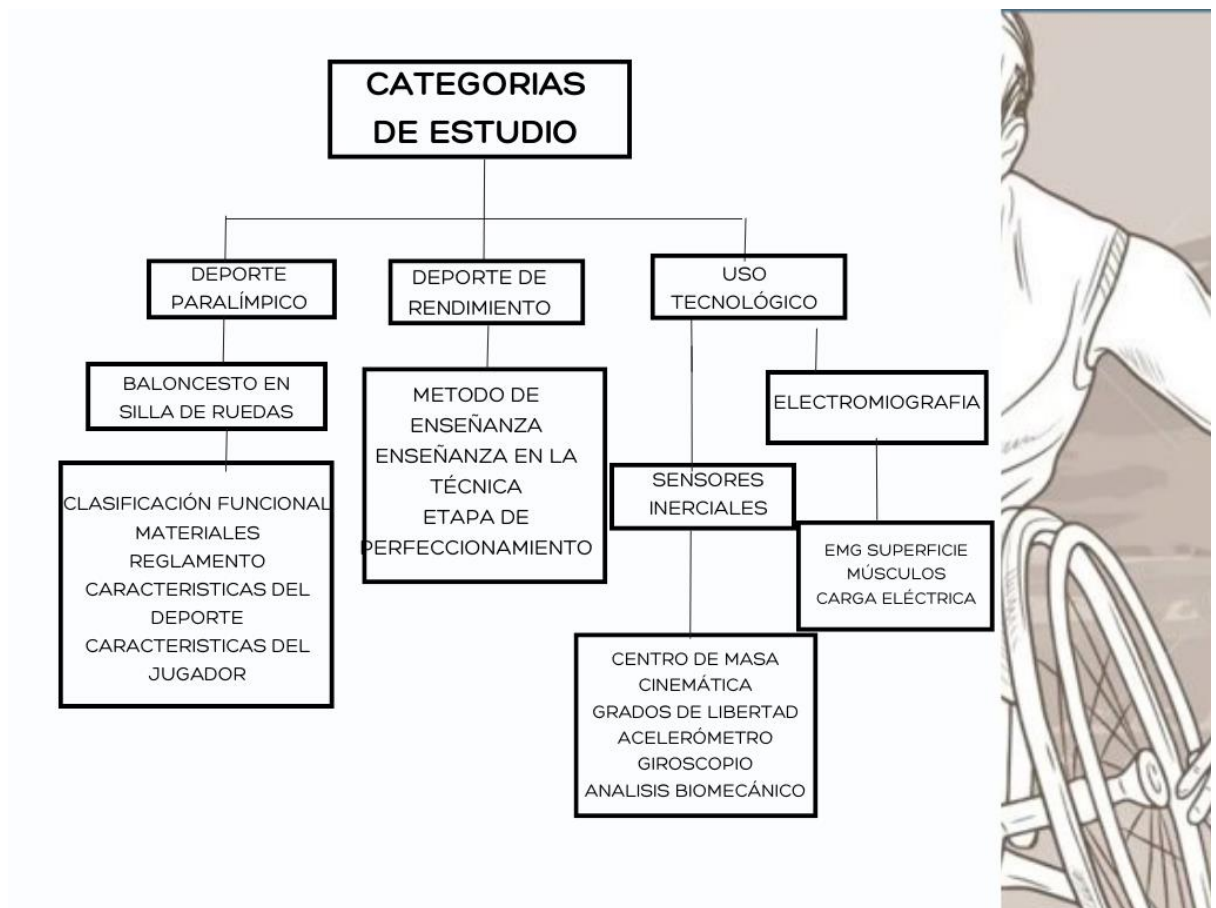 CATEGORIAS
DE ESTUDIO
DEPORTE
PARALÍMPICO
DEPORTE DE
RENDIMIENTO
USO
TECNOLÓGICO
BALONCESTO EN
SILLA DE RUEDAS
METODO DE
ENSEÑANZA
ENSEÑANZA EN LA
TÉCNICA
ETAPA DE
PERFECCIONAMIENTO
ELECTROMIOGRAFIA
SENSORES
INERCIALES
CLASIFICACIÓN FUNCIONAL
MATERIALES
REGLAMENTO
CARACTERISTICAS DEL
DEPORTE
CARACTERISTICAS DEL
JUGADOR
EMG SUPERFICIE
MÚSCULOS
CARGA ELÉCTRICA
CENTRO DE MASA
CINEMÁTICA
GRADOS DE LIBERTAD
ACELERÓMETRO
GIROSCOPIO
ANALISIS BIOMECÁNICO